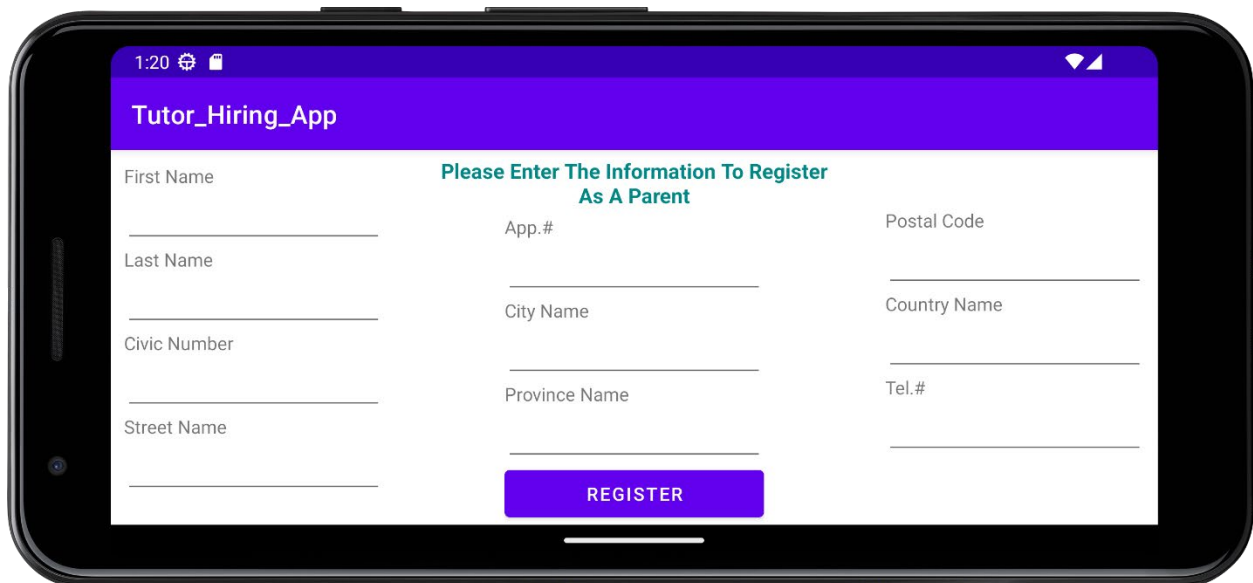 1:20
Tutor_Hiring_App
Please Enter The Information To Register
As A Parent
First Name
Last Name
Civic Number
Street Name
App.#
City Name
Province Name
REGISTER
Postal Code
Country Name
Tel.#